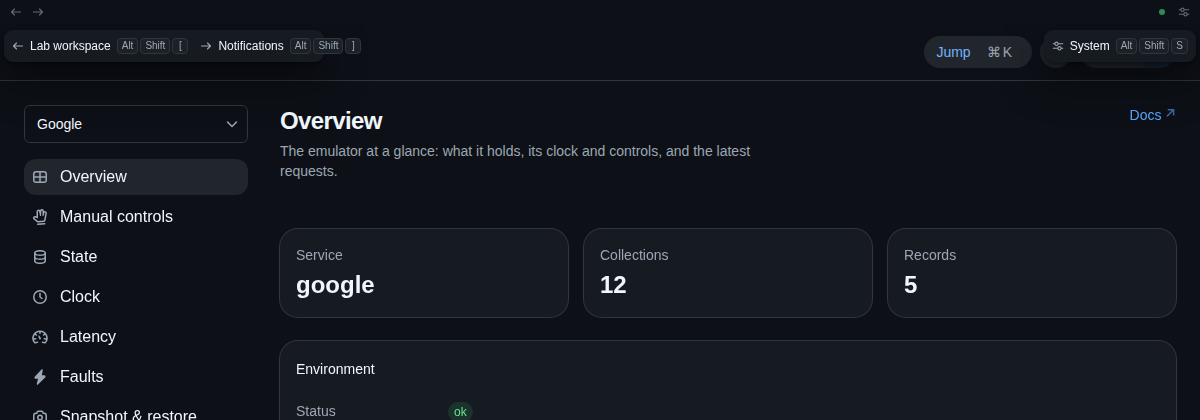 Lab workspace Alt Shift [ Notifications Alt Shift ]
Jump ⌘K
System Alt Shift S
Google
Overview
Manual controls
State
Clock
Latency
Faults
Snapshot & restore
Overview
Docs
The emulator at a glance: what it holds, its clock and controls, and the latest
requests.
Service
google
Collections
12
Records
5
Environment
Status ok